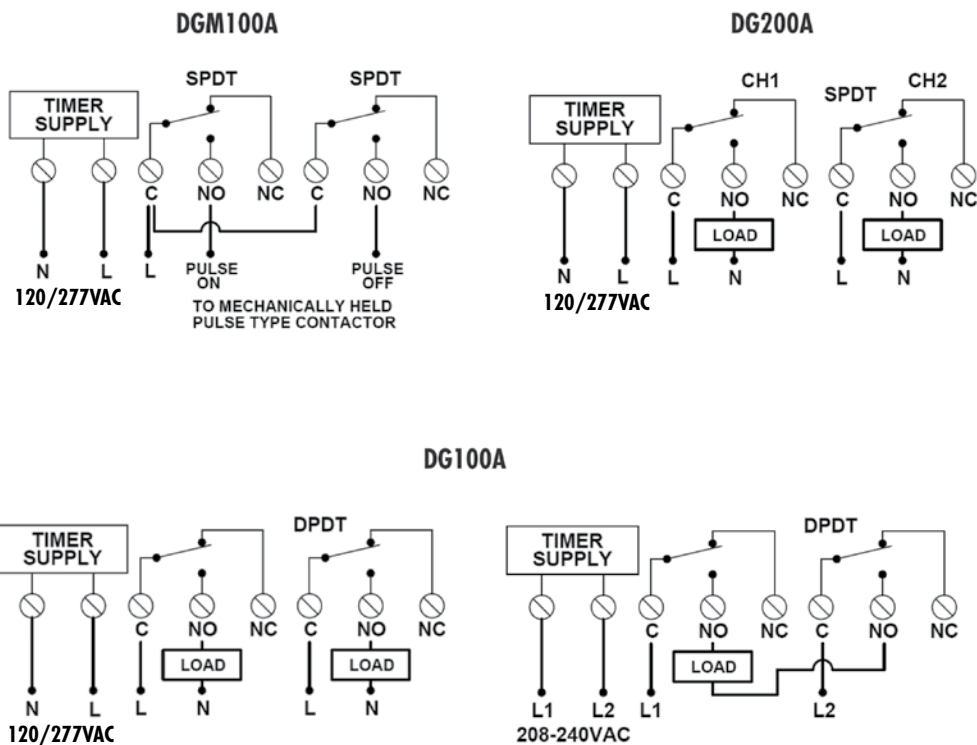 DGM100A
SPDT
SPDT
TIMER
SUPPLY
C
NO
NC
C
NO
NC
N
L
L
PULSE
ON
PULSE
OFF
120/277VAC
TO MECHANICALLY HELD
PULSE TYPE CONTACTOR
DG200A
CH1
SPDT
CH2
TIMER
SUPPLY
C
NO
NC
C
NO
NC
LOAD
LOAD
N
L
L
N
L
N
120/277VAC
DG100A
DPDT
TIMER
SUPPLY
C
NO
NC
C
NO
NC
LOAD
LOAD
N
L
L
N
L
N
120/277VAC
DPDT
TIMER
SUPPLY
C
NO
NC
C
NO
NC
LOAD
L1
L2
L1
L2
208-240VAC